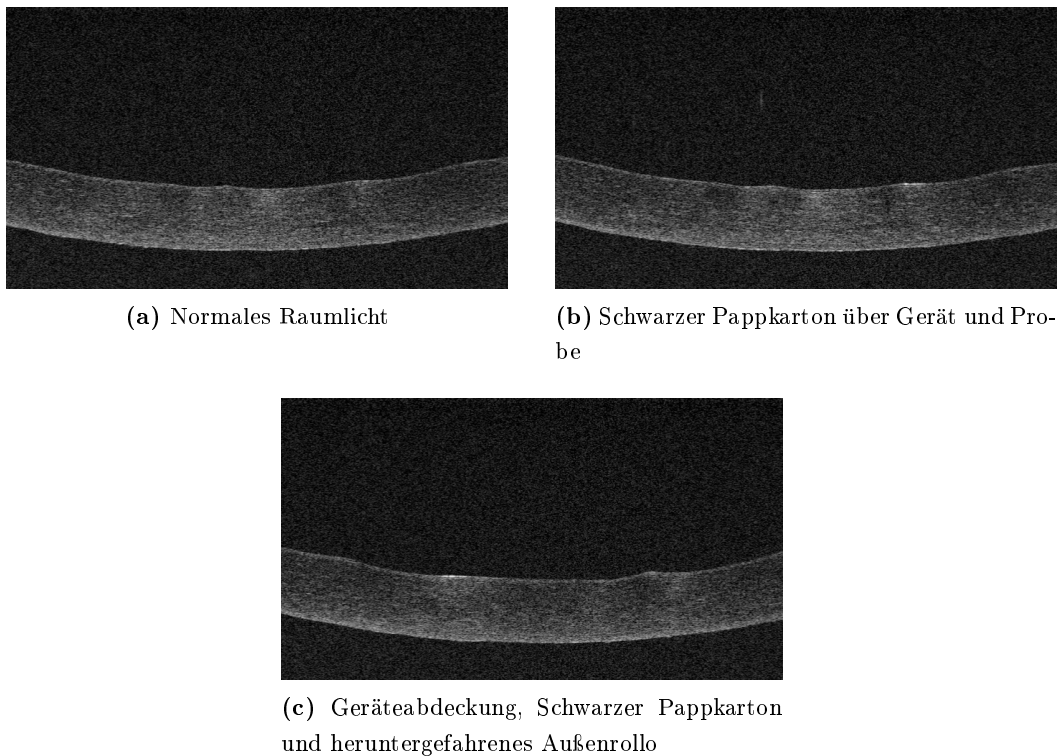 (a) Normales Raumlicht
(b) Schwarzer Pappkarton über Gerät und Pro-
be
(c) Geräteabdeckung, Schwarzer Pappkarton
und heruntergefahrenes Außenrollo